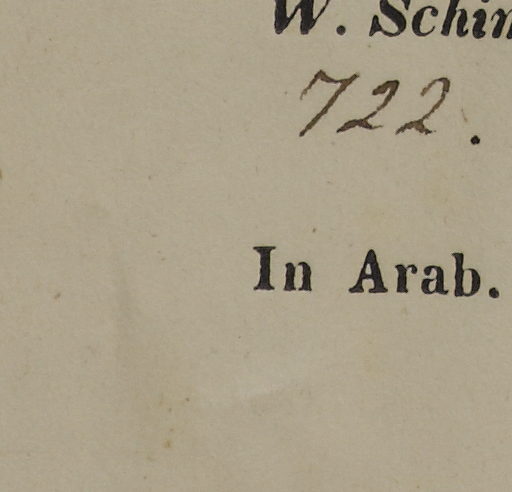 W. Schim
722.
In Arab.